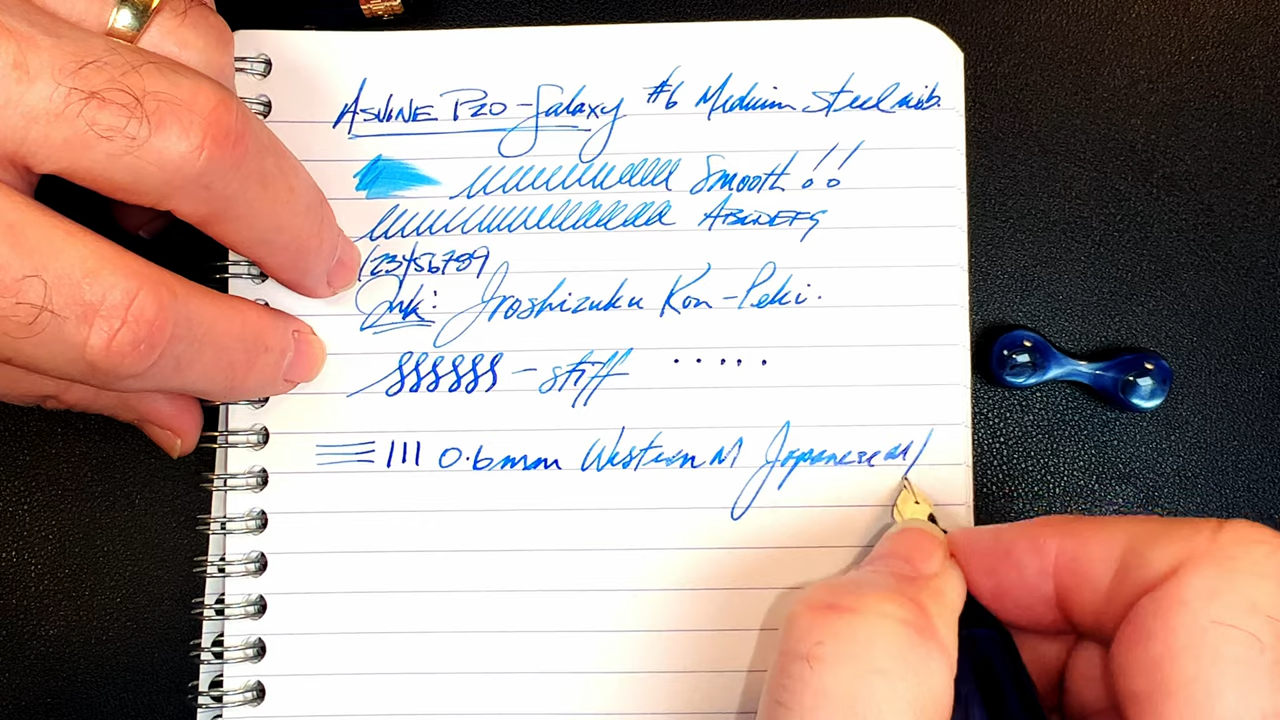 ASVINE P20 - Galaxy #6 Medium Steel nib.
Smooth!!
ABCDEFG
123456789
Ink: Iroshizuku Kon-Peki.
- stiff
0.6mm Western M Japanese M/